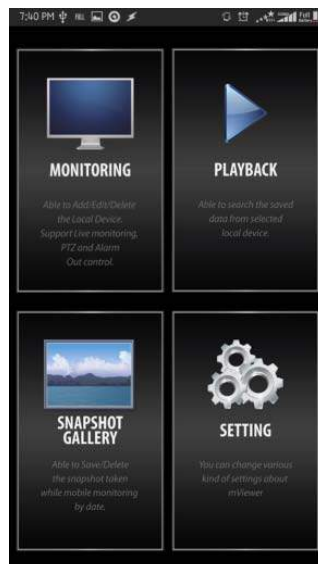 7:40 PM
MONITORING
Able to Add/Edit/Delete
the Local Device.
Support Live monitoring,
PTZ and Alarm
Out control.
PLAYBACK
Able to search the saved
data from selected
local device.
SNAPSHOT
GALLERY
Able to Save/Delete
the snapshot taken
while mobile monitoring
by date.
SETTING
You can change various
kind of settings about
mViewer